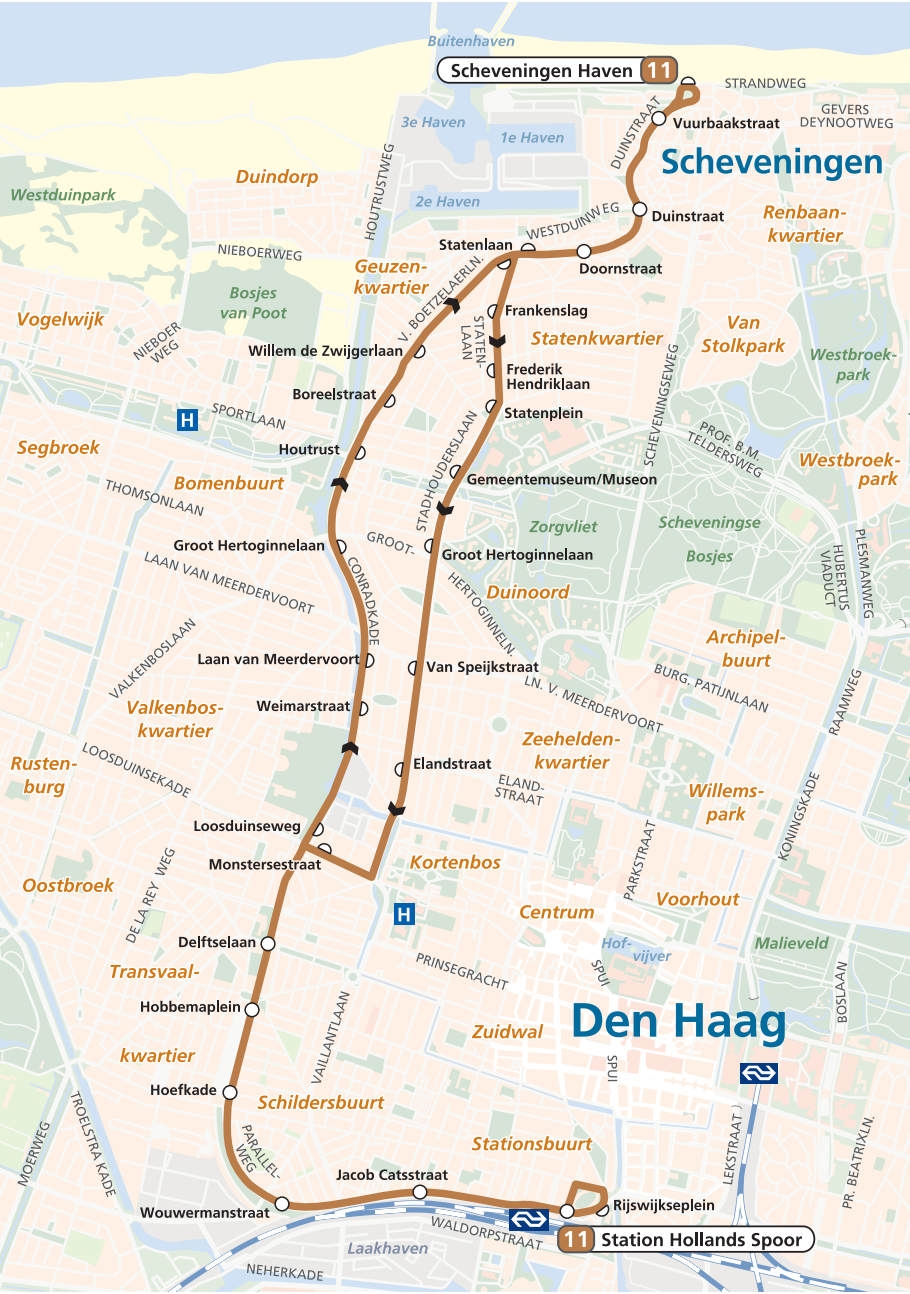 Buitenhaven
Scheveningen Haven 11
STRANDWEG
GEVERS
DEYNOOTWEG
3e Haven
1e Haven
DUINSTRAAT
Vuurbaakstraat
Scheveningen
Duindorp
HOUTRUSTWEG
Westduinpark
2e Haven
WESTDUINWEG
Duinstraat
Renbaan-
kwartier
Statenlaan
NIEBOERWEG
Doornstraat
Geuzen-
kwartier
V. BOETZELAERLN.
Bosjes
van Poot
Frankenslag
Vogelwijk
NIEBOER
WEG
STATEN-
LAAN
Statenkwartier
Van
Stolkpark
Willem de Zwijgerlaan
Westbroek-
park
Frederik
Hendriklaan
Boreelstraat
SCHEVENINGSEWEG
Statenplein
H
SPORTLAAN
STADHOUDERSLAAN
PROF. B.M.
TELDERSWEG
Segbroek
Houtrust
Westbroek-
park
Bomenbuurt
Gemeentemuseum/Museon
THOMSONLAAN
Zorgvliet
Scheveningse
Bosjes
Groot Hertoginnelaan
GROOT-
HERTOGINNELN.
Groot Hertoginnelaan
PLESMANWEG
HUBERTUS
VIADUCT
LAAN VAN MEERDERVOORT
CONRADKADE
Duinoord
VALKENBOSLAAN
Archipel-
buurt
Laan van Meerdervoort
Van Speijkstraat
BURG. PATIJNLAAN
LN. V. MEERDERVOORT
RAAMWEG
Valkenbos-
kwartier
Weimarstraat
Zeehelden-
kwartier
LOOSDUINSEKADE
Rusten-
burg
Elandstraat
ELAND-
STRAAT
Willems-
park
KONINGSKADE
Loosduinseweg
Monstersestraat
Kortenbos
PARKSTRAAT
Oostbroek
DE LA REY WEG
Voorhout
H
Centrum
Delftselaan
Hof-
vijver
Malieveld
Transvaal-
kwartier
PRINSEGRACHT
SPUI
BOSLAAN
Hobbemaplein
VAILLANTLAAN
Zuidwal
Den Haag
SPUI
Hoefkade
Schildersbuurt
TROELSTRA KADE
MOERWEG
PARALLEL-
WEG
Stationsbuurt
LEKSTRAAT
PR. BEATRIXLN.
Jacob Catsstraat
Wouwermanstraat
Rijswijkseplein
WALDORPSTRAAT
11 Station Hollands Spoor
Laakhaven
NEHERKADE